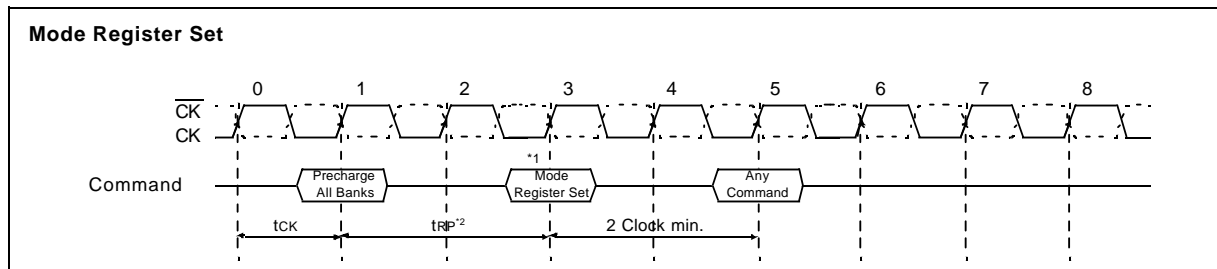 Mode Register Set
0 1 2 3 4 5 6 7 8
CK
CK
*1
Command
Precharge
All Banks
Mode
Register Set
Any
Command
tCK
tRP*2
2 Clock min.